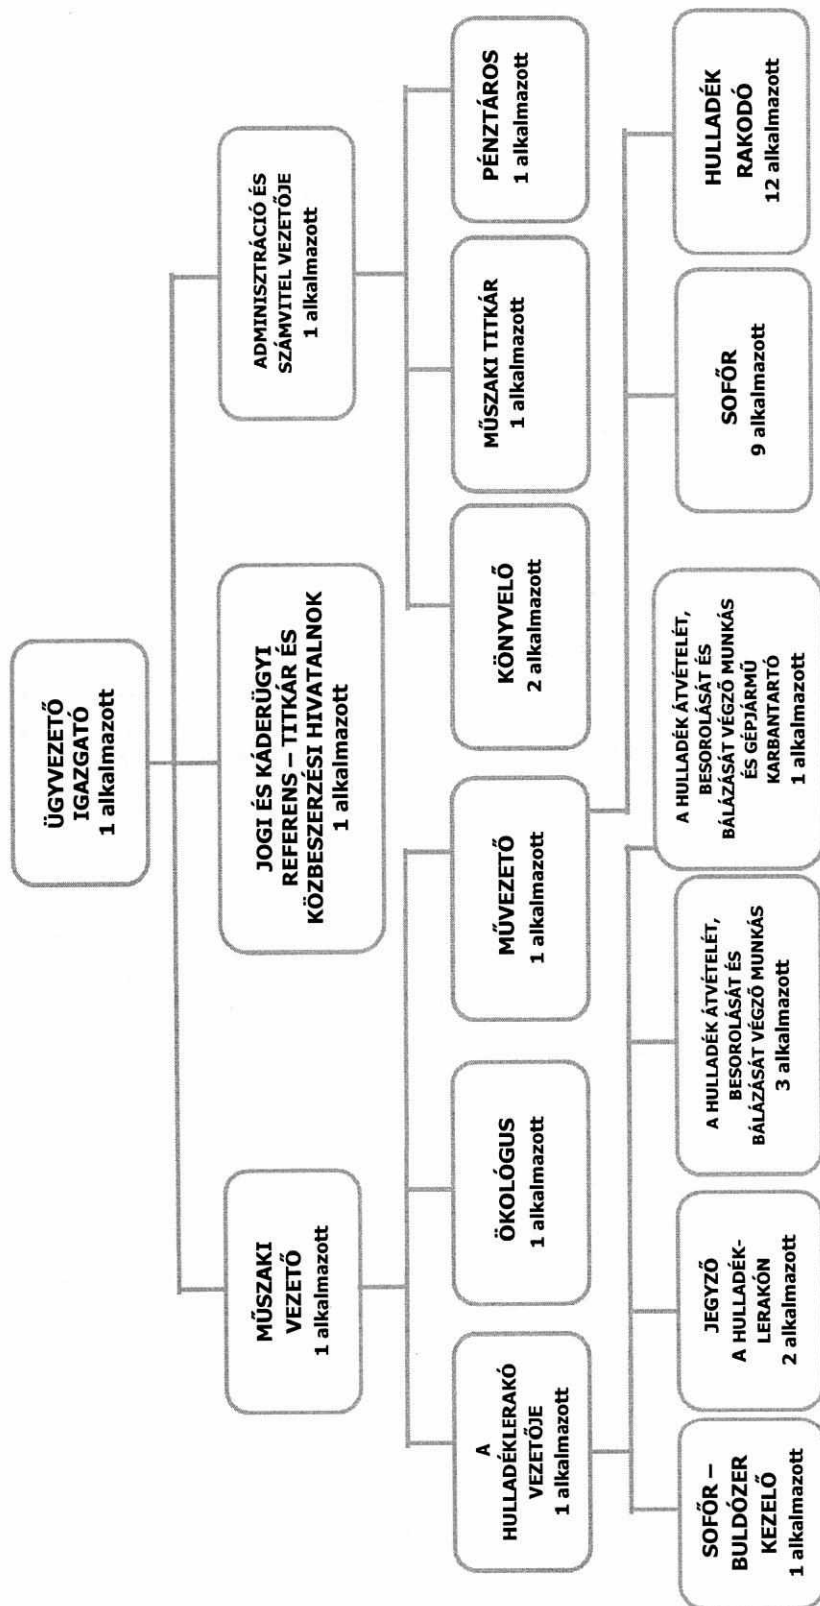 ÜGYVEZETŐ
IGAZGATÓ
1 alkalmazott
MŰSZAKI
VEZETŐ
1 alkalmazott
JOGI ÉS KÁDERÜGYI
REFERENS – TITKÁR ÉS
KÖZBESZERZÉSI HIVATALNOK
1 alkalmazott
ADMINISZTRÁCIÓ ÉS
SZÁMVITEL VEZETŐJE
1 alkalmazott
A
HULLADÉKLERAKÓ
VEZETŐJE
1 alkalmazott
ÖKOLÓGUS
1 alkalmazott
MŰVEZETŐ
1 alkalmazott
KÖNYVELŐ
2 alkalmazott
MŰSZAKI TITKÁR
1 alkalmazott
PÉNZTÁROS
1 alkalmazott
SOFŐR –
BULDÓZER
KEZELŐ
1 alkalmazott
JEGYZŐ
A HULLADÉK-
LERAKÓN
2 alkalmazott
A HULLADÉK ÁTVÉTELÉT,
BESOROLÁSÁT ÉS
BÁLÁZÁSÁT VÉGZŐ MUNKÁS
3 alkalmazott
A HULLADÉK ÁTVÉTELÉT,
BESOROLÁSÁT ÉS
BÁLÁZÁSÁT VÉGZŐ MUNKÁS
ÉS GÉPJÁRMŰ
KARBANTARTÓ
1 alkalmazott
SOFŐR
9 alkalmazott
HULLADÉK
RAKODÓ
12 alkalmazott